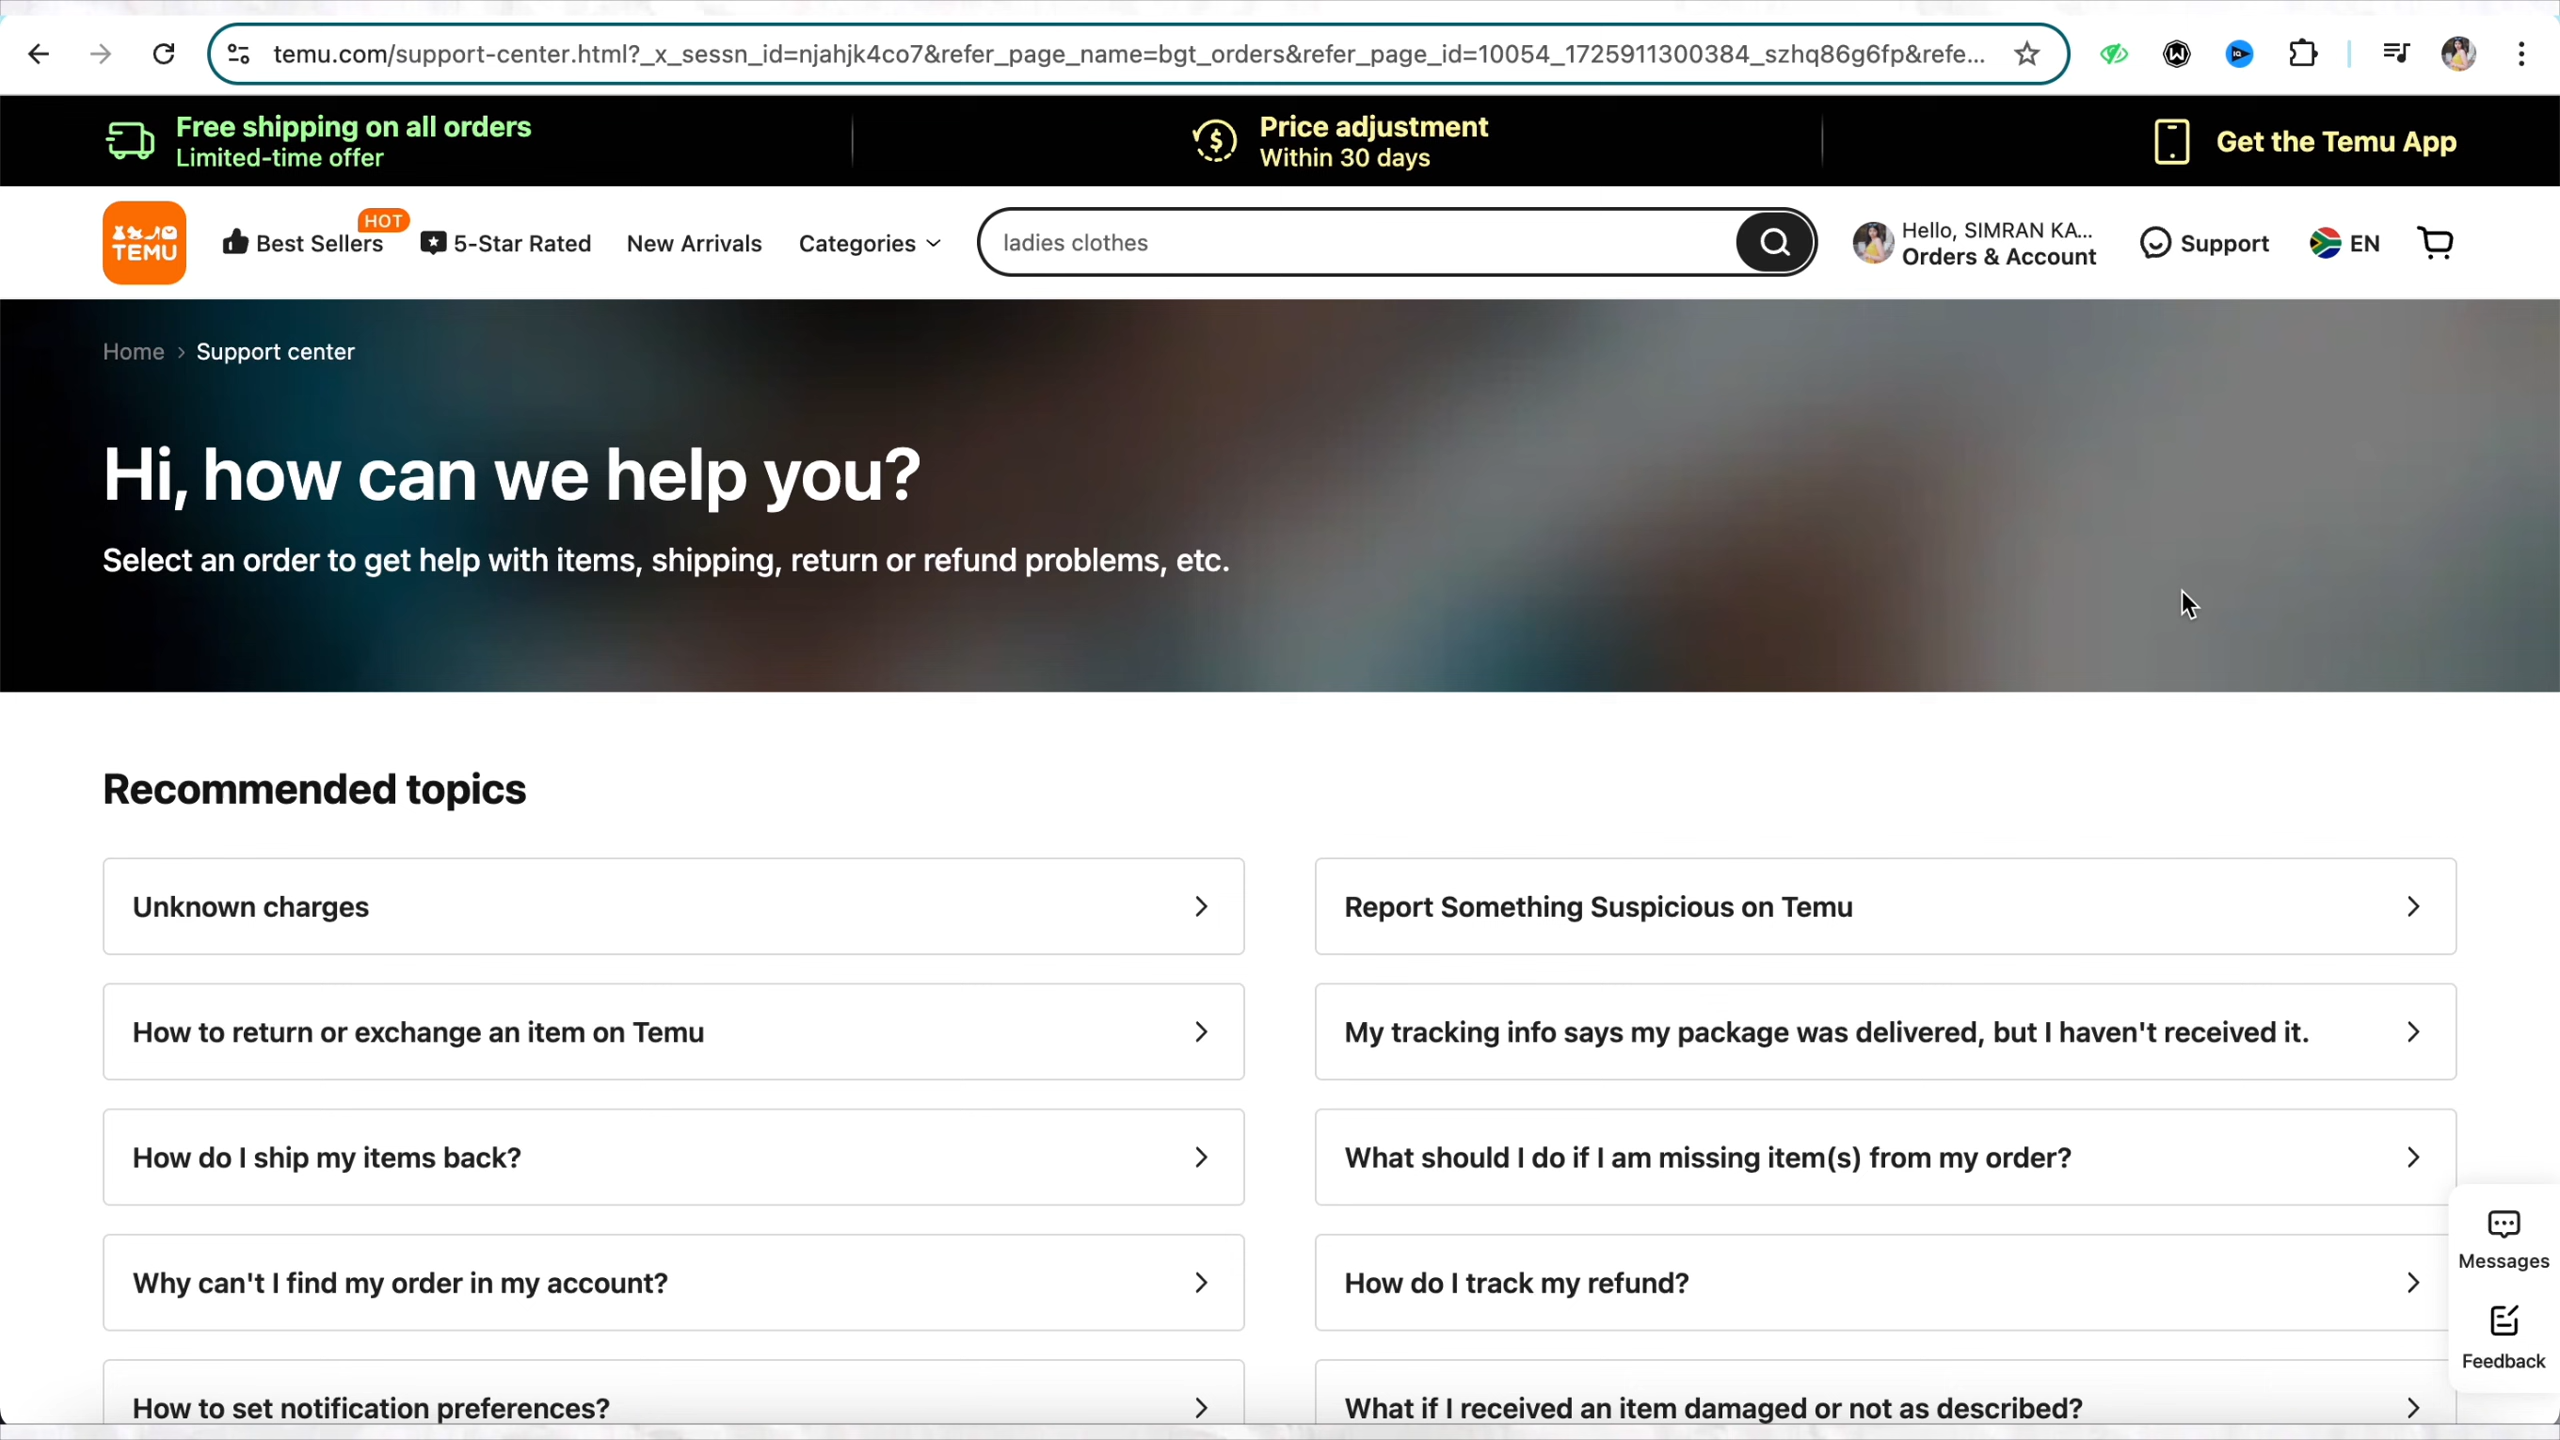 temu.com/support-center.html?_x_sessn_id=njahjk4co7&refer_page_name=bgt_orders&refer_page_id=10054_1725911300384_szhq86g6fp&refe...
Free shipping on all orders
Limited-time offer
Price adjustment
Within 30 days
Get the Temu App
TEMU
Best Sellers
HOT
5-Star Rated
New Arrivals
Categories
ladies clothes
Hello, SIMRAN KA...
Orders & Account
Support
EN
Home > Support center
Hi, how can we help you?
Select an order to get help with items, shipping, return or refund problems, etc.
Recommended topics
Unknown charges
Report Something Suspicious on Temu
How to return or exchange an item on Temu
My tracking info says my package was delivered, but I haven't received it.
How do I ship my items back?
What should I do if I am missing item(s) from my order?
Why can't I find my order in my account?
How do I track my refund?
How to set notification preferences?
What if I received an item damaged or not as described?
Messages
Feedback